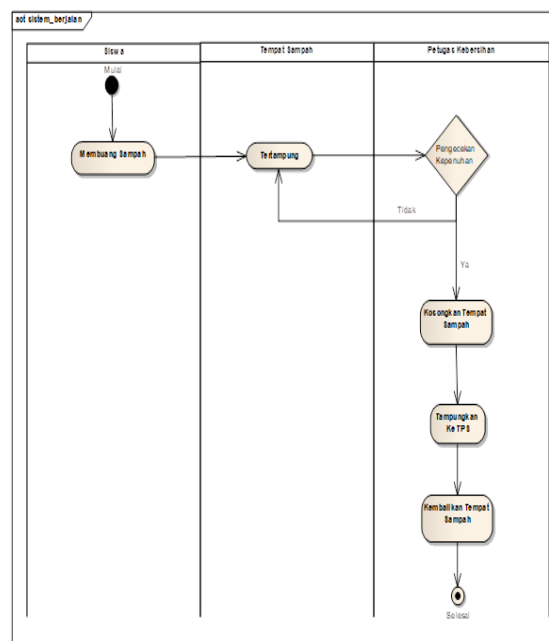 act sistem_berjalan
Siswa
Tempat Sampah
Petugas Kebersihan
Mulai
Membuang Sampah
Tertampung
Pengecekan
Kepenuhan
Tidak
Ya
Kosongkan Tempat
Sampah
Tampungkan
Ke TPS
Kembalikan Tempat
Sampah
Selesai